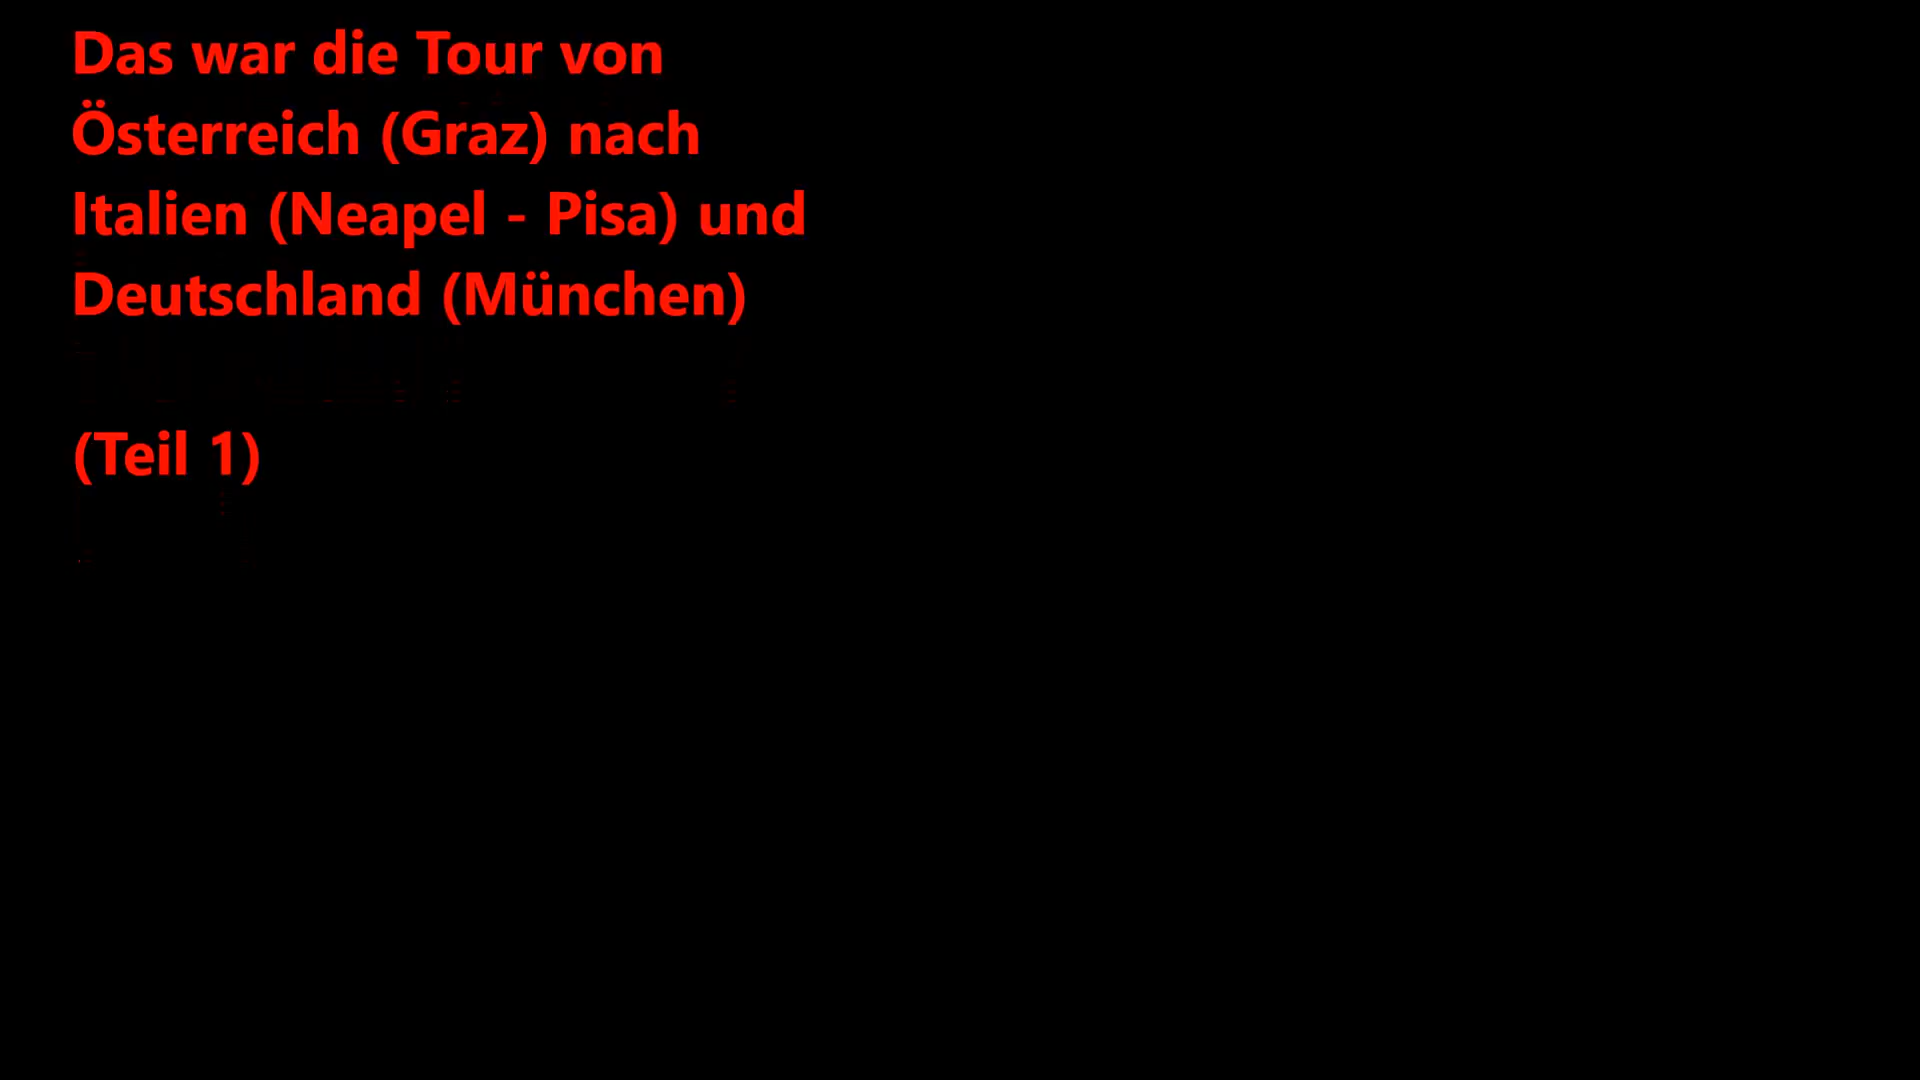 Das war die Tour von
Österreich (Graz) nach
Italien (Neapel - Pisa) und
Deutschland (München)
(Teil 1)